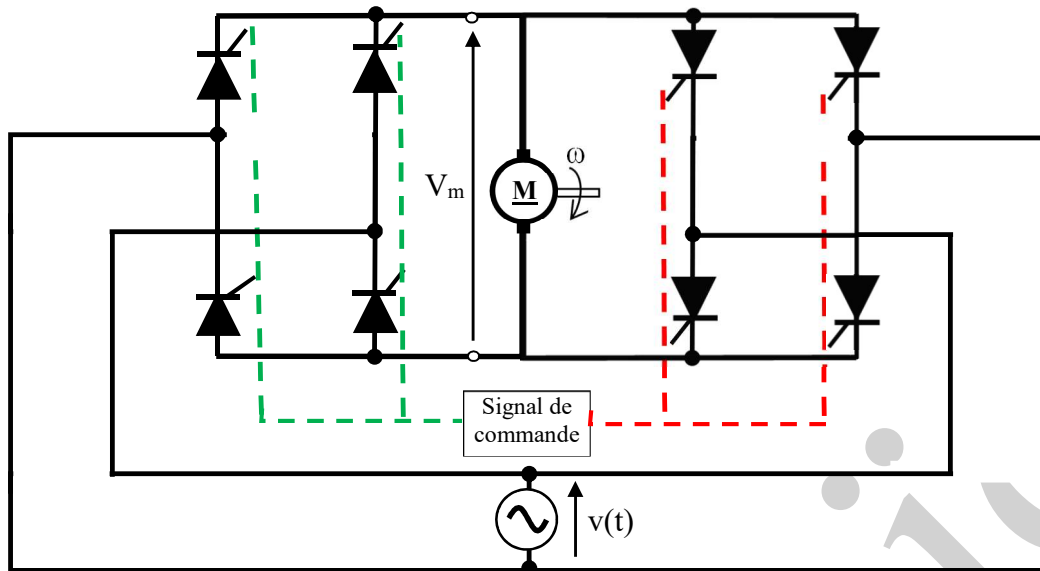 ω
Vm
M
Signal de
commande
v(t)